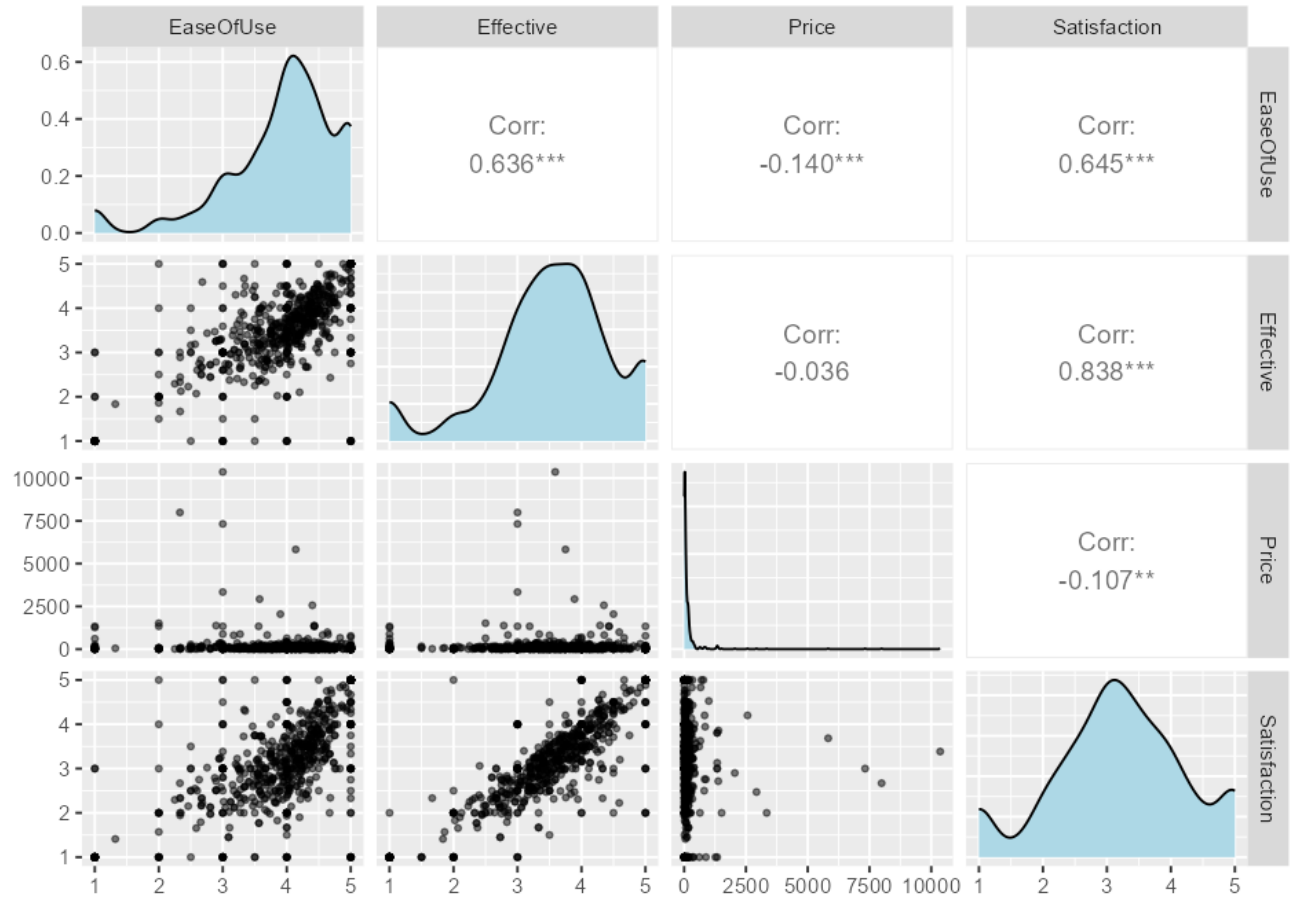 EaseOfUse Effective Price Satisfaction
0.6
0.4
0.2
0.0
Corr:
0.636***
Corr:
-0.140***
Corr:
0.645***
EaseOfUse
5
4
3
2
1
Corr:
-0.036
Corr:
0.838***
Effective
10000
7500
5000
2500
0
Corr:
-0.107**
Price
5
4
3
2
1
Satisfaction
1 2 3 4 5 1 2 3 4 5 0 2500 5000 7500 10000 1 2 3 4 5